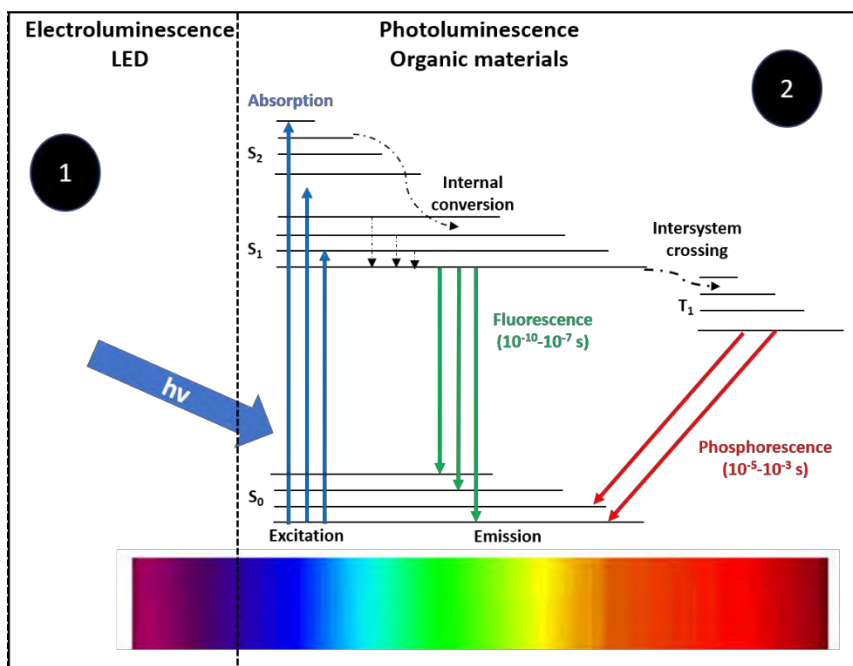 Electroluminescence
LED
Photoluminescence
Organic materials
1
2
Absorption
S₂
Internal
conversion
S₁
Intersystem
crossing
T₁
Fluorescence
(10⁻¹⁰-10⁻⁷ s)
hv
Phosphorescence
(10⁻⁵-10⁻³ s)
S₀
Excitation
Emission